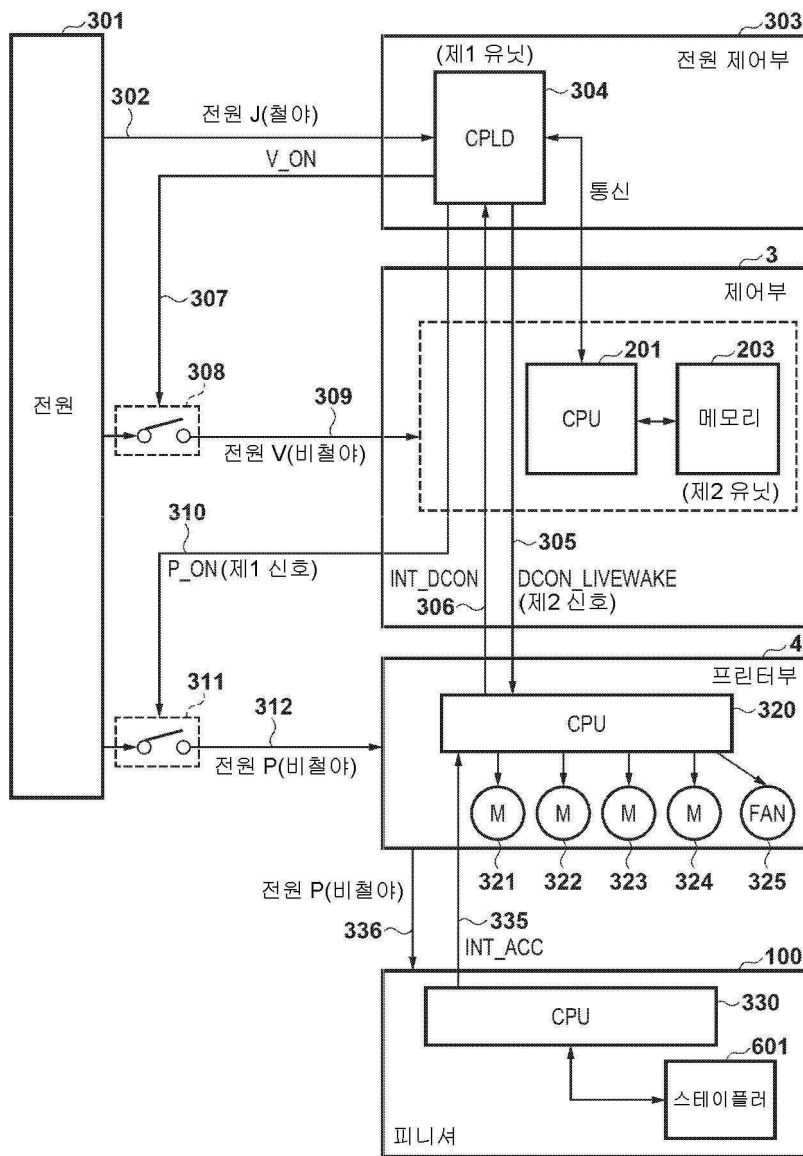 301
303
(제1 유닛)
전원 제어부
302
304
전원 J(철야)
CPLD
V_ON
통신
3
제어부
307
201
203
전원
308
309
CPU
메모리
전원 V(비철야)
(제2 유닛)
310
305
P_ON(제1 신호)
INT_DCON
DCON_LIVEWAKE
306
(제2 신호)
4
프린터부
311
312
CPU
320
전원 P(비철야)
M
M
M
M
FAN
321
322
323
324
325
전원 P(비철야)
336
335
INT_ACC
100
CPU
330
601
스테이플러
피니셔